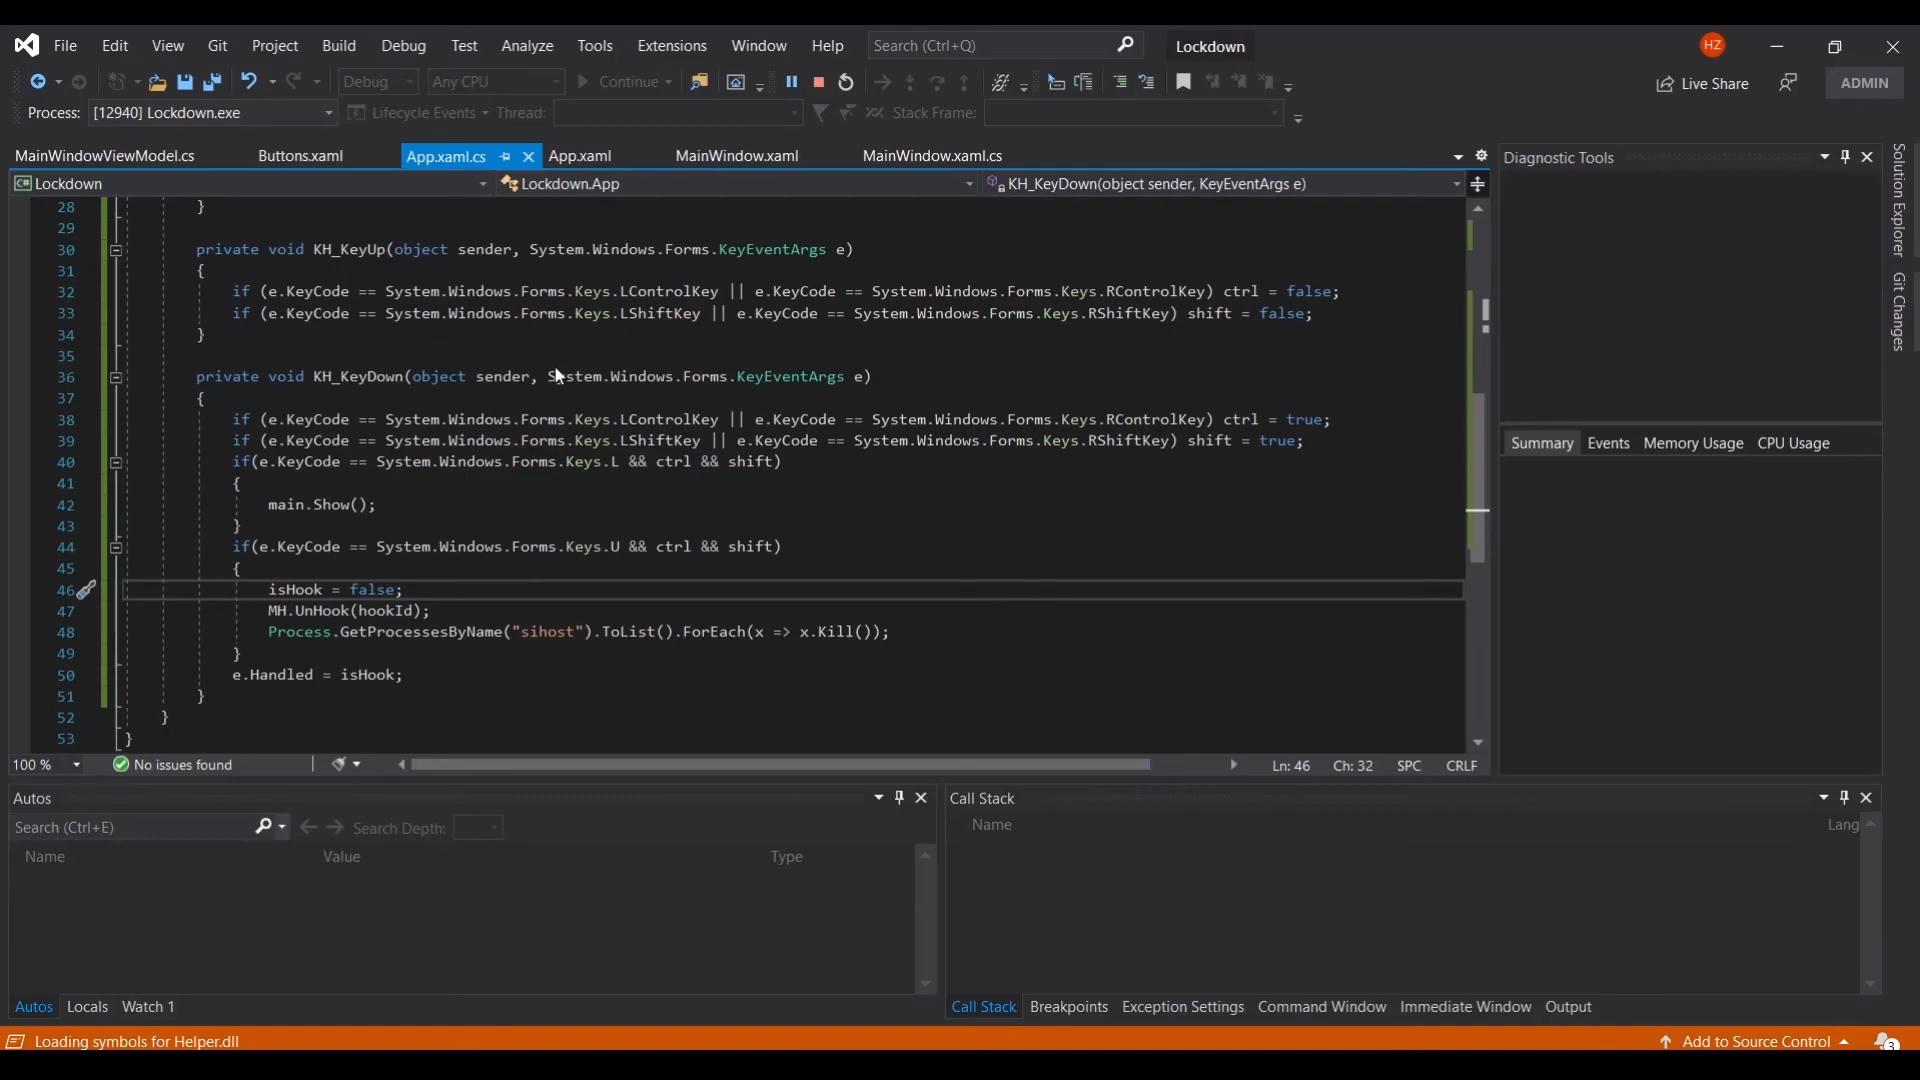 File Edit View Git Project Build Debug Test Analyze Tools Extensions Window Help Search (Ctrl+Q) Lockdown HZ
Debug Any CPU Continue Live Share ADMIN
Process: [12940] Lockdown.exe Lifecycle Events Thread: Stack Frame:
MainWindowViewModel.cs Buttons.xaml App.xaml.cs App.xaml MainWindow.xaml MainWindow.xaml.cs Diagnostic Tools
C# Lockdown Lockdown.App KH_KeyDown(object sender, KeyEventArgs e)
Solution Explorer
Git Changes
28 }
29
30 private void KH_KeyUp(object sender, System.Windows.Forms.KeyEventArgs e)
31 {
32 if (e.KeyCode == System.Windows.Forms.Keys.LControlKey || e.KeyCode == System.Windows.Forms.Keys.RControlKey) ctrl = false;
33 if (e.KeyCode == System.Windows.Forms.Keys.LShiftKey || e.KeyCode == System.Windows.Forms.Keys.RShiftKey) shift = false;
34 }
35
36 private void KH_KeyDown(object sender, System.Windows.Forms.KeyEventArgs e)
37 {
38 if (e.KeyCode == System.Windows.Forms.Keys.LControlKey || e.KeyCode == System.Windows.Forms.Keys.RControlKey) ctrl = true;
39 if (e.KeyCode == System.Windows.Forms.Keys.LShiftKey || e.KeyCode == System.Windows.Forms.Keys.RShiftKey) shift = true;
40 if(e.KeyCode == System.Windows.Forms.Keys.L && ctrl && shift)
41 {
42 main.Show();
43 }
44 if(e.KeyCode == System.Windows.Forms.Keys.U && ctrl && shift)
45 {
46 isHook = false;
47 MH.UnHook(hookId);
48 Process.GetProcessesByName("sihost").ToList().ForEach(x => x.Kill());
49 }
50 e.Handled = isHook;
51 }
52 }
53 }
Summary Events Memory Usage CPU Usage
100 % No issues found Ln: 46 Ch: 32 SPC CRLF
Autos
Search (Ctrl+E) Search Depth:
Name Value Type
Autos Locals Watch 1
Call Stack
Name Lang
Call Stack Breakpoints Exception Settings Command Window Immediate Window Output
Loading symbols for Helper.dll Add to Source Control 3